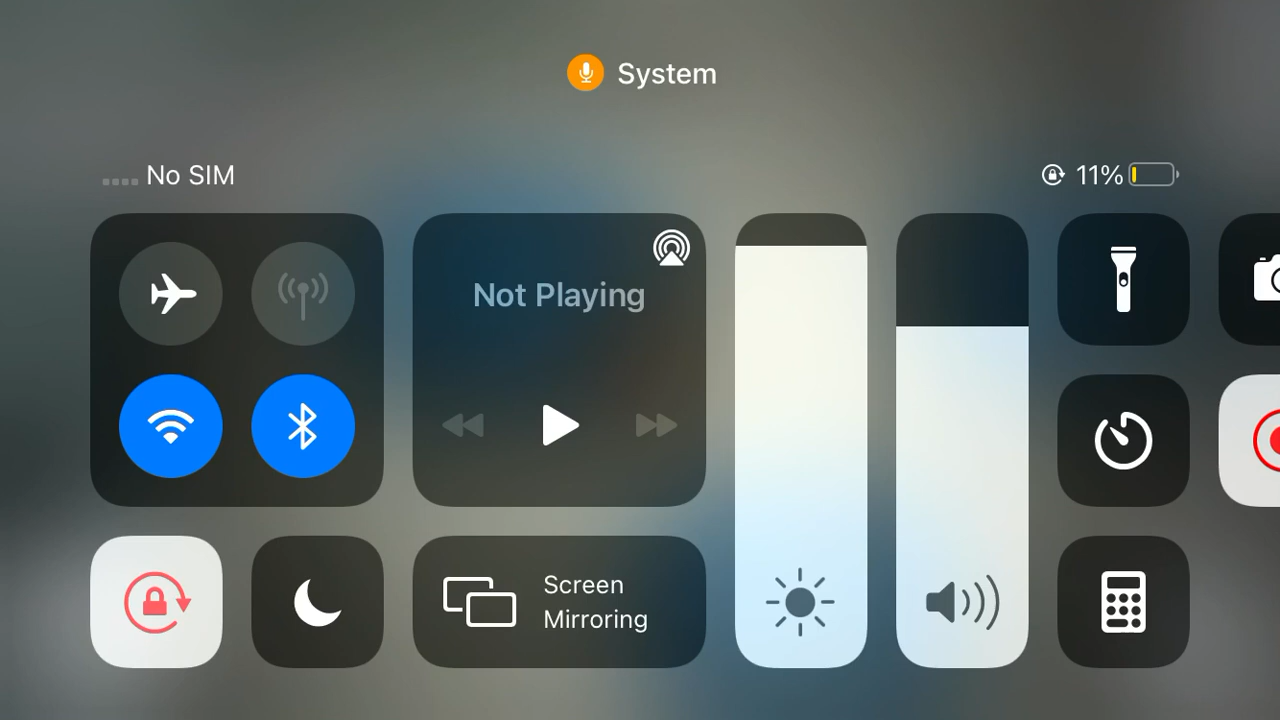 System
No SIM
11%
Not Playing
Screen
Mirroring